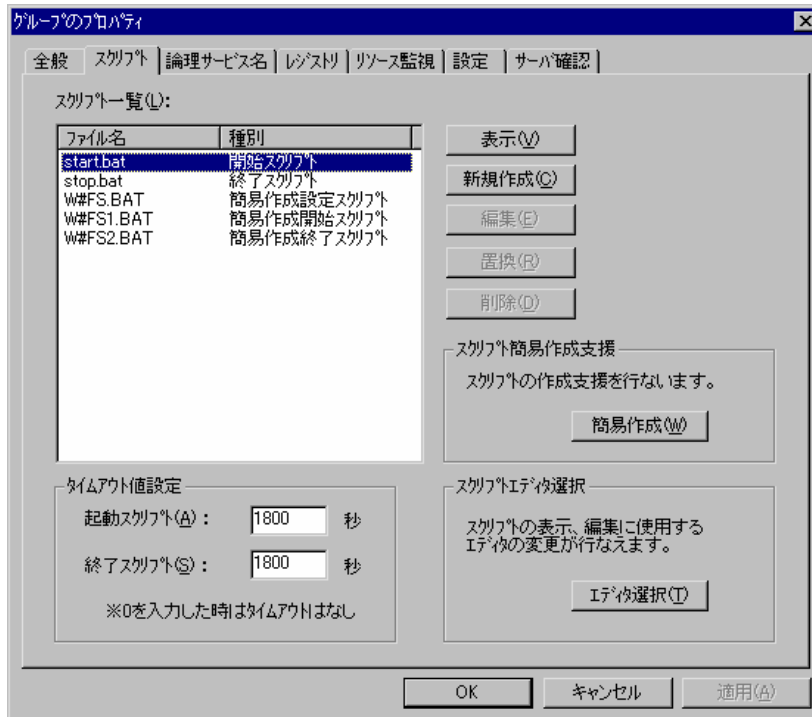 グループのプロパティ
全般 スクリプト 論理サービス名 レジストリ リソース監視 設定 サーバ確認
スクリプト一覧(L):
ファイル名 種別
start.bat 開始スクリプト
stop.bat 終了スクリプト
W#FS.BAT 簡易作成設定スクリプト
W#FS1.BAT 簡易作成開始スクリプト
W#FS2.BAT 簡易作成終了スクリプト
表示(V)
新規作成(C)
編集(E)
置換(R)
削除(D)
スクリプト簡易作成支援
スクリプトの作成支援を行ないます。
簡易作成(W)
タイムアウト値設定
起動スクリプト(A): 1800 秒
終了スクリプト(S): 1800 秒
※0を入力した時はタイムアウトはなし
スクリプトエディタ選択
スクリプトの表示、編集に使用する
エディタの変更が行なえます。
エディタ選択(T)
OK キャンセル 適用(A)